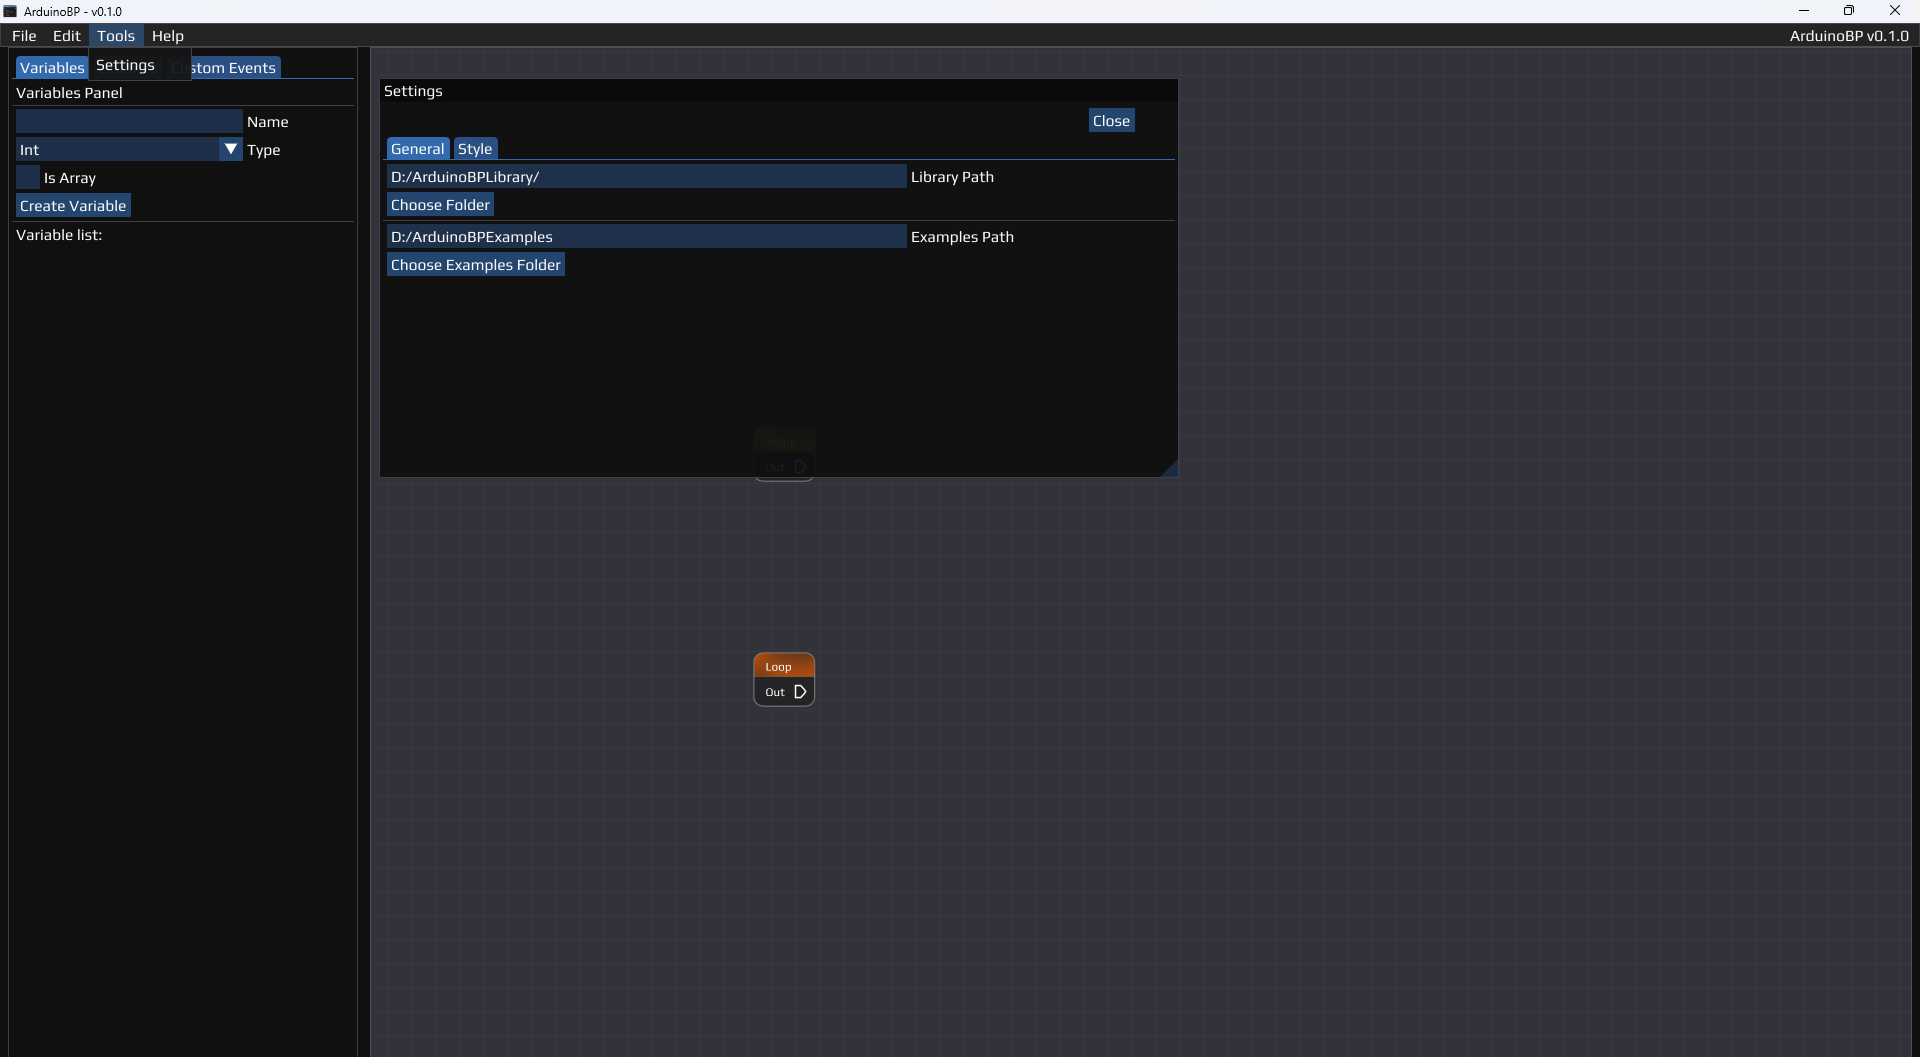 ArduinoBP - v0.1.0
File Edit Tools Help ArduinoBP v0.1.0
Variables Settings stom Events
Variables Panel
Name
Int Type
Is Array
Create Variable
Variable list:
Settings
Close
General Style
D:/ArduinoBPLibrary/ Library Path
Choose Folder
D:/ArduinoBPExamples Examples Path
Choose Examples Folder
Setup
Out
Loop
Out